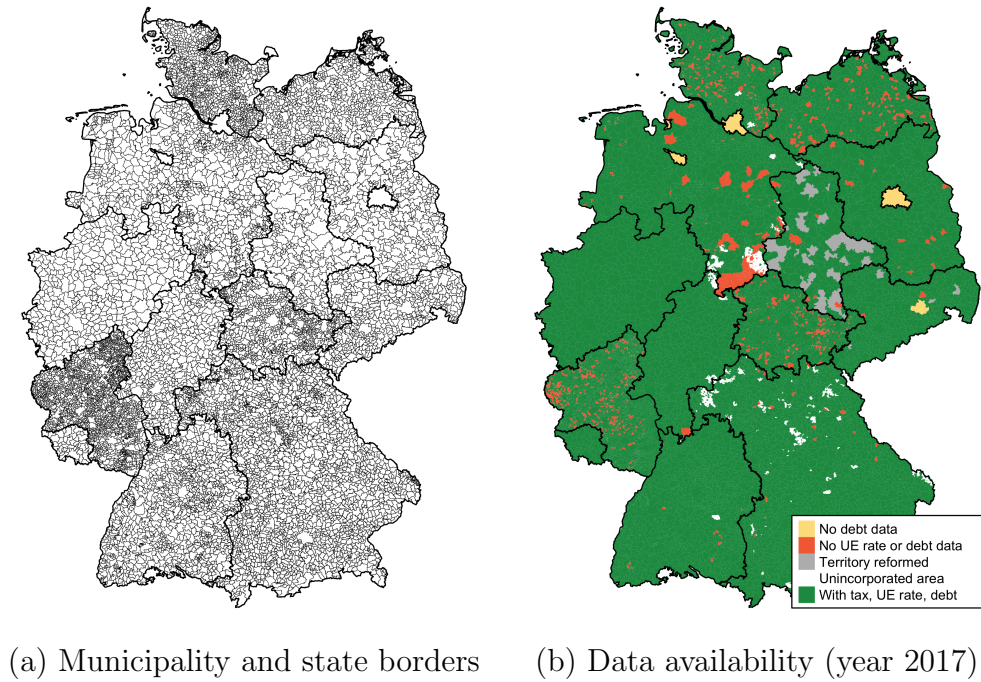 No debt data
No UE rate or debt data
Territory reformed
Unincorporated area
With tax, UE rate, debt
(a) Municipality and state borders
(b) Data availability (year 2017)